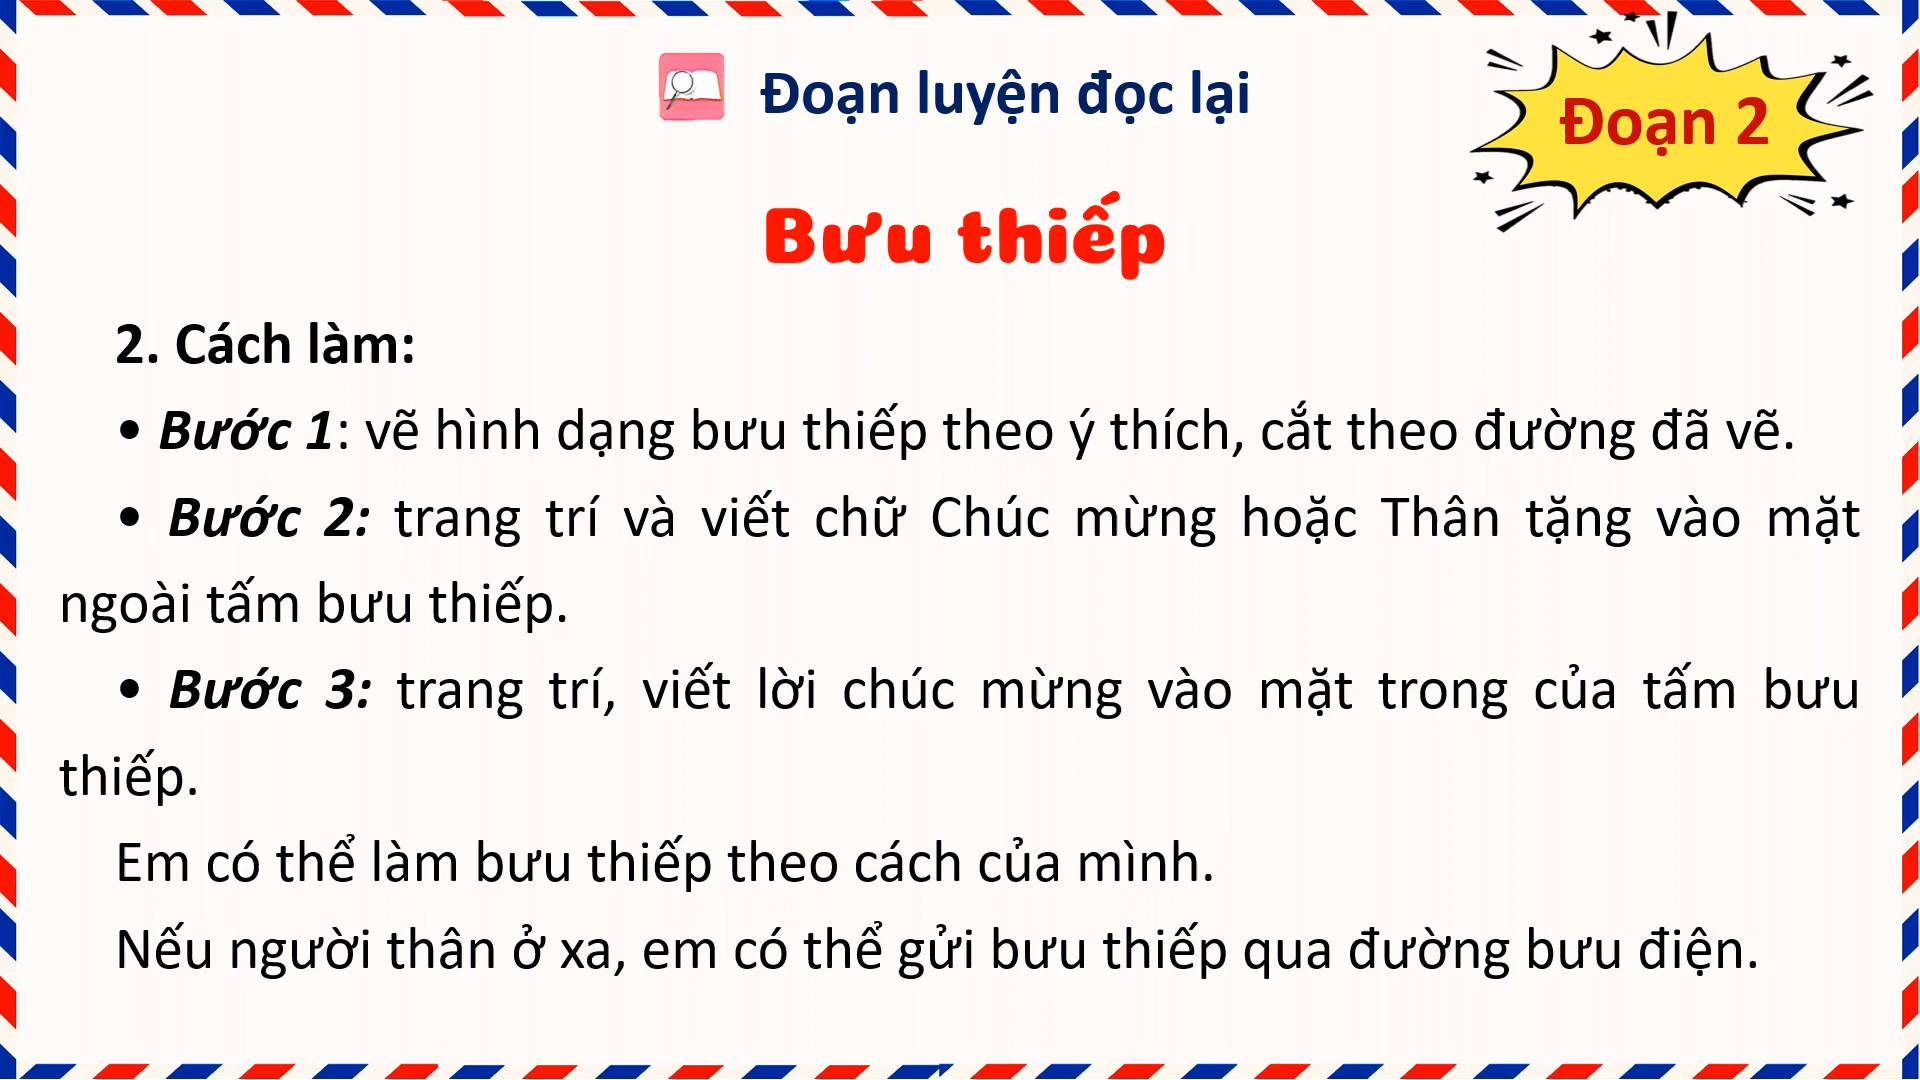 Đoạn luyện đọc lại
Đoạn 2
Bưu thiếp
2. Cách làm:
• Bước 1: vẽ hình dạng bưu thiếp theo ý thích, cắt theo đường đã vẽ.
• Bước 2: trang trí và viết chữ Chúc mừng hoặc Thân tặng vào mặt
ngoài tấm bưu thiếp.
• Bước 3: trang trí, viết lời chúc mừng vào mặt trong của tấm bưu
thiếp.
Em có thể làm bưu thiếp theo cách của mình.
Nếu người thân ở xa, em có thể gửi bưu thiếp qua đường bưu điện.